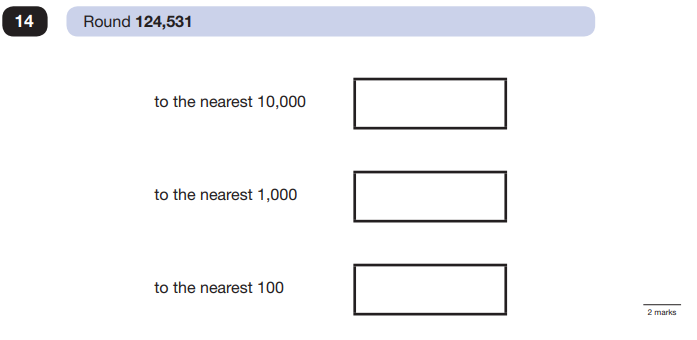 14 Round 124,531
to the nearest 10,000
to the nearest 1,000
to the nearest 100
2 marks